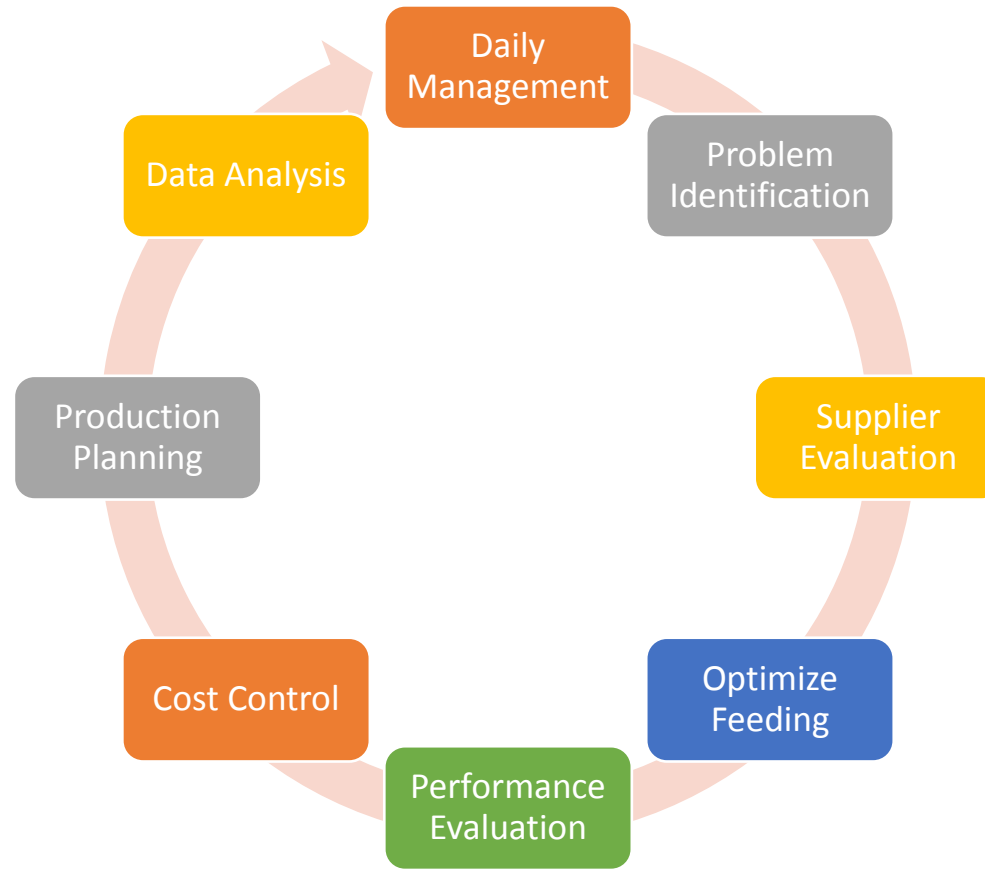 Daily
Management
Problem
Identification
Supplier
Evaluation
Optimize
Feeding
Performance
Evaluation
Cost Control
Production
Planning
Data Analysis